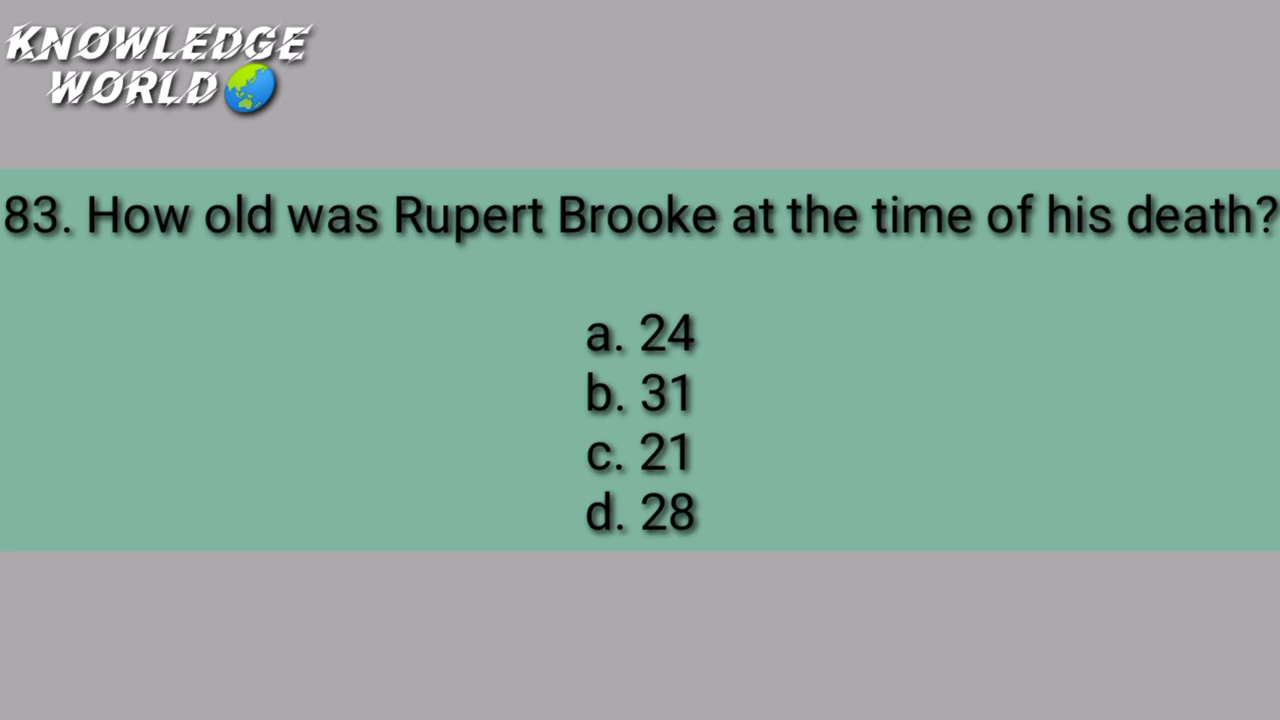 KNOWLEDGE
WORLD
83. How old was Rupert Brooke at the time of his death?
a. 24
b. 31
c. 21
d. 28